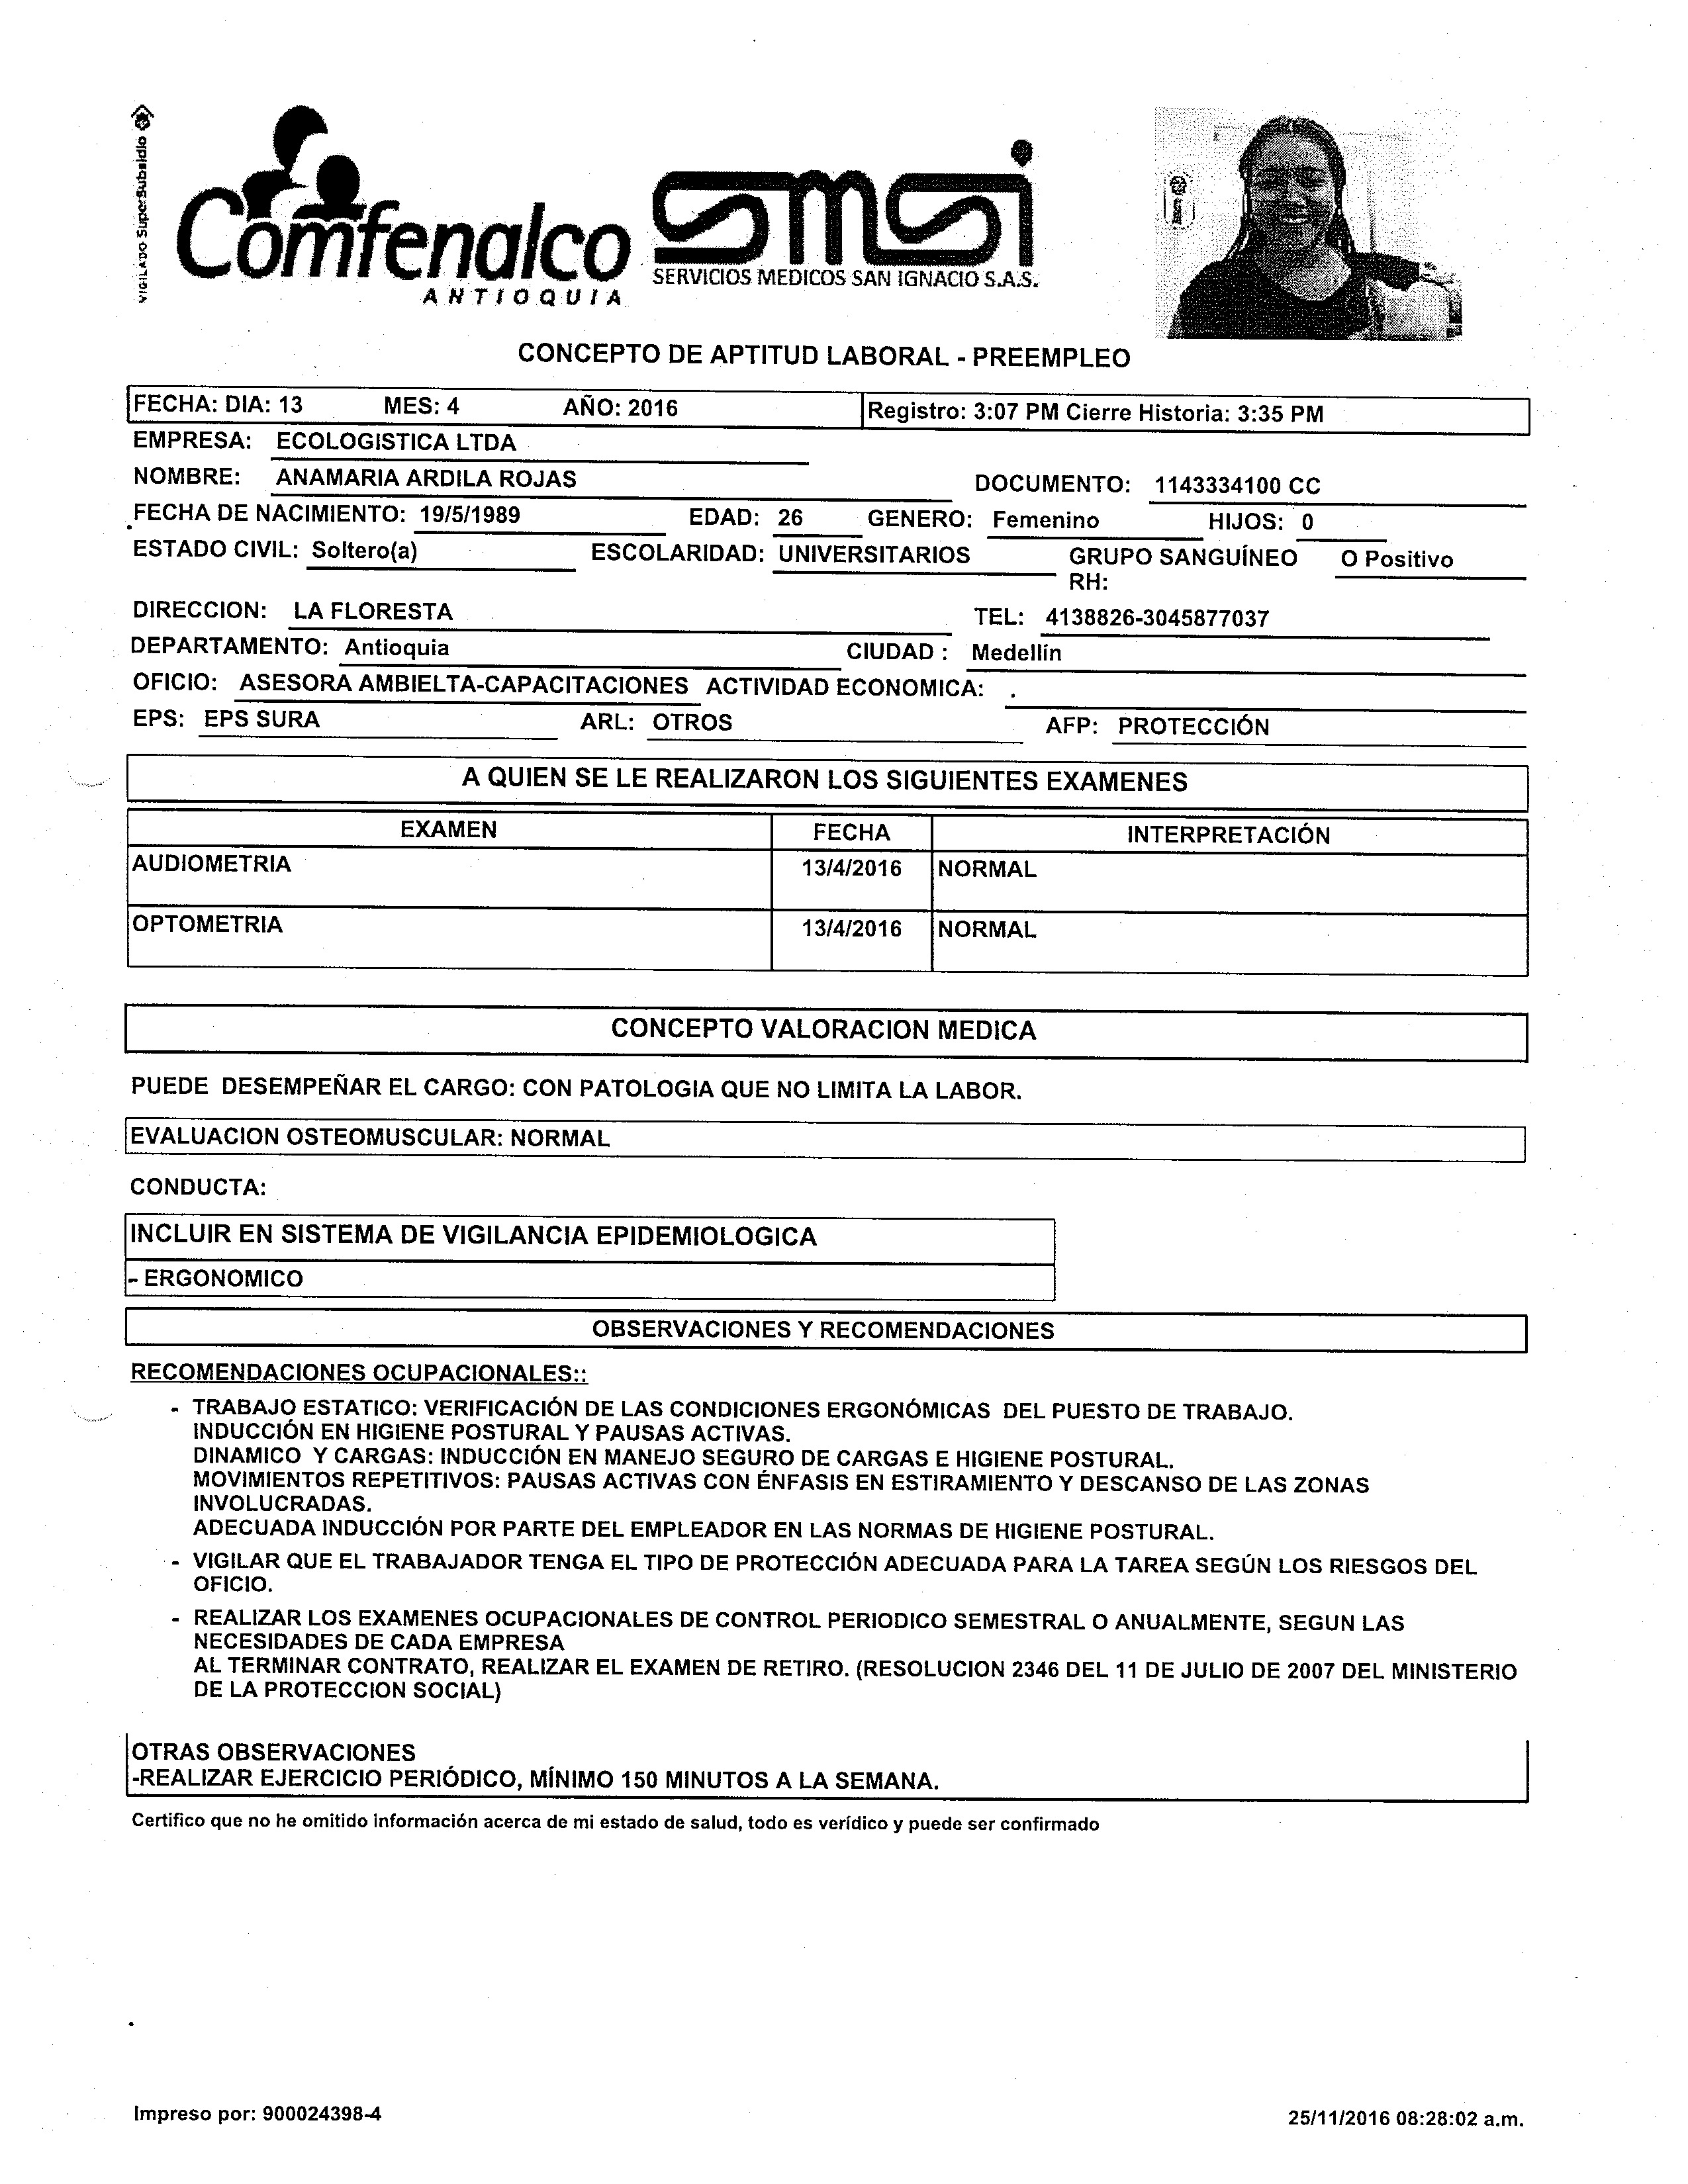 VIGILADO SuperSubsidio
Comfenalco
ANTIOQUIA
smsi
SERVICIOS MEDICOS SAN IGNACIO S.A.S.
CONCEPTO DE APTITUD LABORAL - PREEMPLEO
FECHA: DIA: 13 MES: 4 AÑO: 2016 Registro: 3:07 PM Cierre Historia: 3:35 PM
EMPRESA: ECOLOGISTICA LTDA
NOMBRE: ANAMARIA ARDILA ROJAS DOCUMENTO: 1143334100 CC
FECHA DE NACIMIENTO: 19/5/1989 EDAD: 26 GENERO: Femenino HIJOS: 0
ESTADO CIVIL: Soltero(a) ESCOLARIDAD: UNIVERSITARIOS GRUPO SANGUÍNEO O Positivo
RH:
DIRECCION: LA FLORESTA TEL: 4138826-3045877037
DEPARTAMENTO: Antioquia CIUDAD : Medellín
OFICIO: ASESORA AMBIELTA-CAPACITACIONES ACTIVIDAD ECONOMICA: .
EPS: EPS SURA ARL: OTROS AFP: PROTECCIÓN
A QUIEN SE LE REALIZARON LOS SIGUIENTES EXAMENES
EXAMEN FECHA INTERPRETACIÓN
AUDIOMETRIA 13/4/2016 NORMAL
OPTOMETRIA 13/4/2016 NORMAL
CONCEPTO VALORACION MEDICA
PUEDE DESEMPEÑAR EL CARGO: CON PATOLOGIA QUE NO LIMITA LA LABOR.
EVALUACION OSTEOMUSCULAR: NORMAL
CONDUCTA:
INCLUIR EN SISTEMA DE VIGILANCIA EPIDEMIOLOGICA
- ERGONOMICO
OBSERVACIONES Y RECOMENDACIONES
RECOMENDACIONES OCUPACIONALES::
- TRABAJO ESTATICO: VERIFICACIÓN DE LAS CONDICIONES ERGONÓMICAS DEL PUESTO DE TRABAJO.
INDUCCIÓN EN HIGIENE POSTURAL Y PAUSAS ACTIVAS.
DINAMICO Y CARGAS: INDUCCIÓN EN MANEJO SEGURO DE CARGAS E HIGIENE POSTURAL.
MOVIMIENTOS REPETITIVOS: PAUSAS ACTIVAS CON ÉNFASIS EN ESTIRAMIENTO Y DESCANSO DE LAS ZONAS
INVOLUCRADAS.
ADECUADA INDUCCIÓN POR PARTE DEL EMPLEADOR EN LAS NORMAS DE HIGIENE POSTURAL.
- VIGILAR QUE EL TRABAJADOR TENGA EL TIPO DE PROTECCIÓN ADECUADA PARA LA TAREA SEGÚN LOS RIESGOS DEL
OFICIO.
- REALIZAR LOS EXAMENES OCUPACIONALES DE CONTROL PERIODICO SEMESTRAL O ANUALMENTE, SEGUN LAS
NECESIDADES DE CADA EMPRESA
AL TERMINAR CONTRATO, REALIZAR EL EXAMEN DE RETIRO. (RESOLUCION 2346 DEL 11 DE JULIO DE 2007 DEL MINISTERIO
DE LA PROTECCION SOCIAL)
OTRAS OBSERVACIONES
-REALIZAR EJERCICIO PERIÓDICO, MÍNIMO 150 MINUTOS A LA SEMANA.
Certifico que no he omitido información acerca de mi estado de salud, todo es verídico y puede ser confirmado
Impreso por: 900024398-4
25/11/2016 08:28:02 a.m.